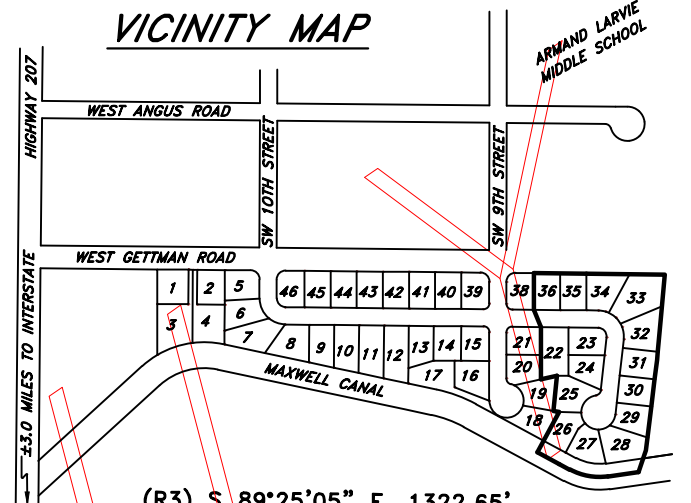 VICINITY MAP
ARMAND LARVIE
MIDDLE SCHOOL
HIGHWAY 207
WEST ANGUS ROAD
SW 10TH STREET
SW 9TH STREET
WEST GETTMAN ROAD
±3.0 MILES TO INTERSTATE
1 2 5
46 45 44 43 42 41 40 39 38 36 35 34 33
3 4 6
7 8 9 10 11 12 13 14 15 21 22 23 32
17 16 20 24 31
MAXWELL CANAL
19 25 30
18 26 29
27 28
(R3) S 89°25'05" E 1322.65'